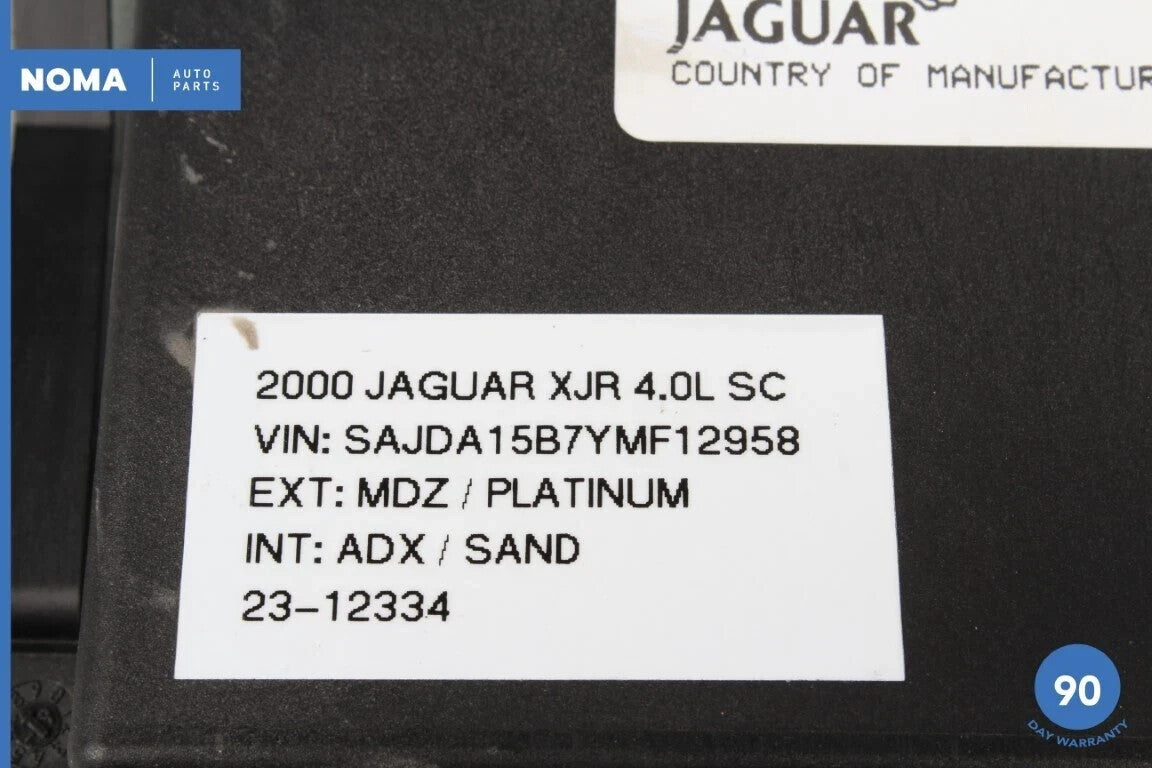 NOMA
AUTO
PARTS
JAGUAR
COUNTRY OF
2000 JAGUAR XJR 4.0L SC
VIN: SAJDA15B7YMF12958
EXT: MDZ / PLATINUM
INT: ADX / SAND
23-12334
90
DAY WARRANTY